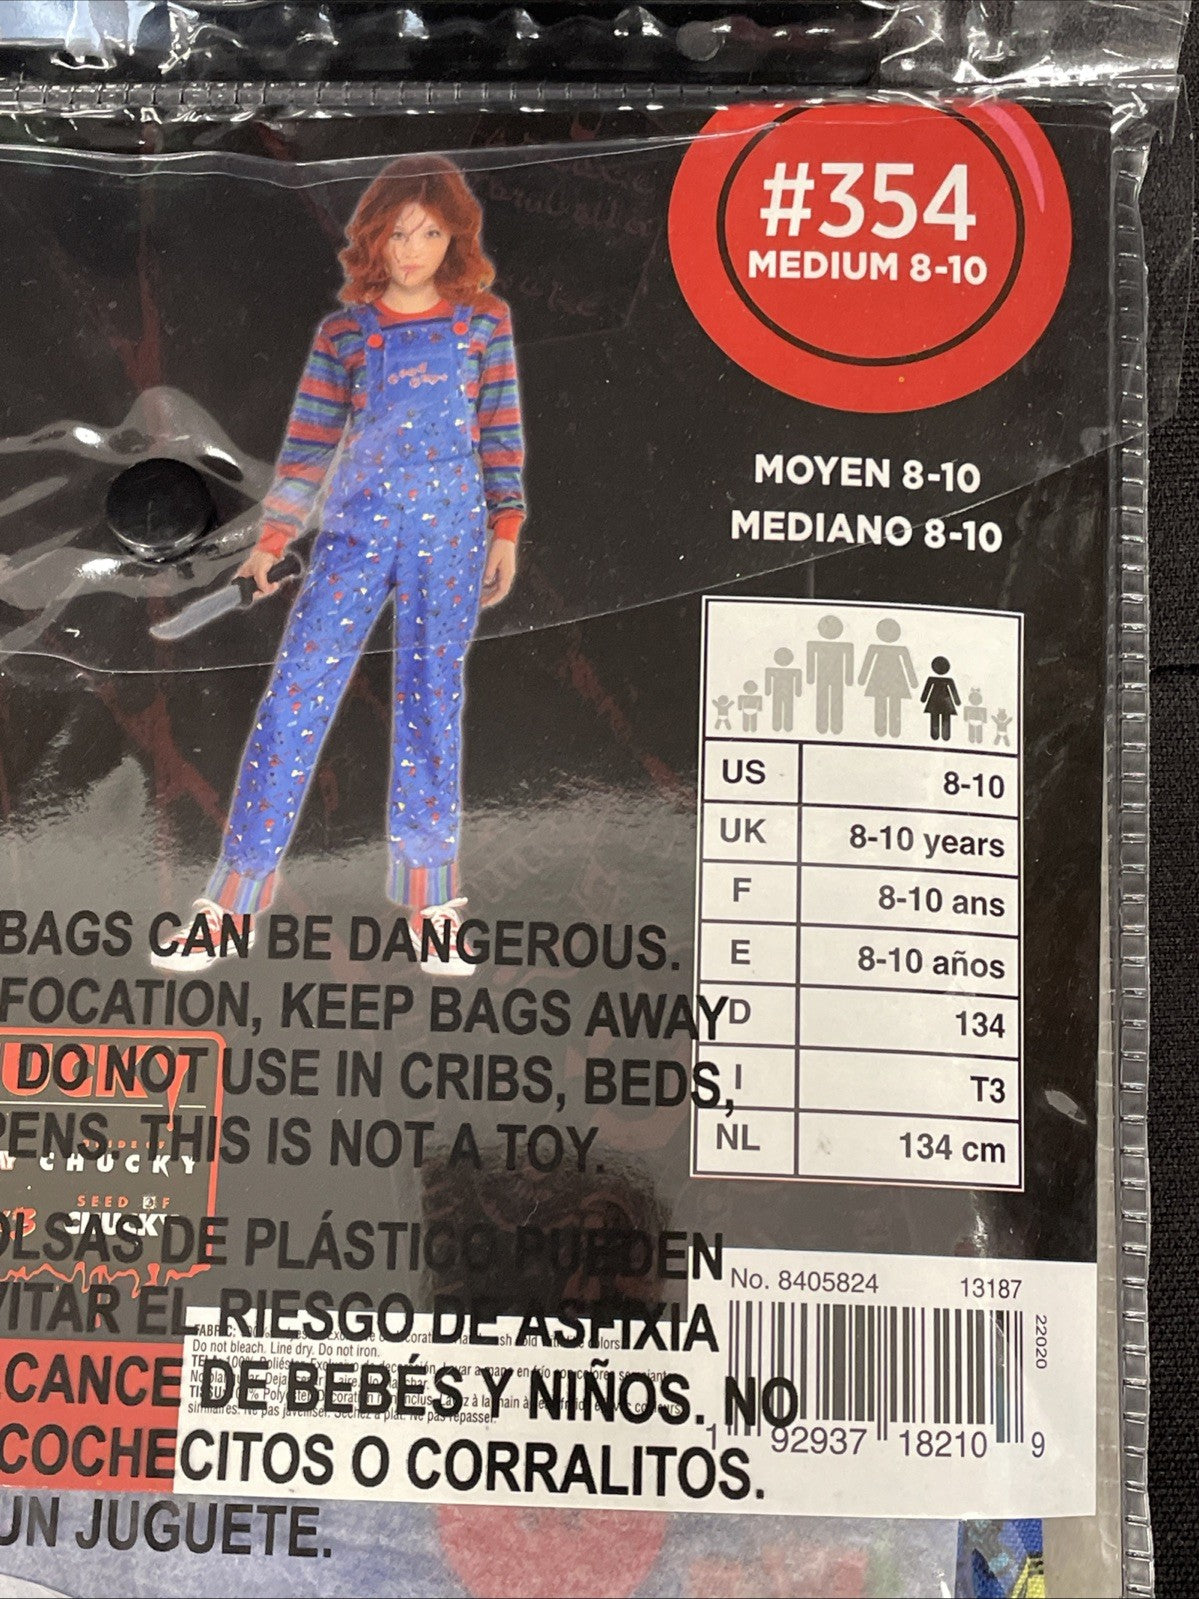 #354
MEDIUM 8-10
MOYEN 8-10
MEDIANO 8-10
US 8-10
UK 8-10 years
F 8-10 ans
E 8-10 años
D 134
I T3
NL 134 cm
BAGS CAN BE DANGEROUS.
FOCATION, KEEP BAGS AWAY
DO NOT USE IN CRIBS, BEDS,
PENS. THIS IS NOT A TOY.
CHUCKY
SEED OF
CHUCKY
OLSAS DE PLÁSTICO PUEDEN
VITAR EL RIESGO DE ASFIXIA
LCANCE DE BEBÉS Y NIÑOS. NO
COCHECITOS O CORRALITOS.
UN JUGUETE.
No. 8405824 13187
22020
1 92937 18210 9
FABRIC:
Do not bleach. Line dry. Do not iron.